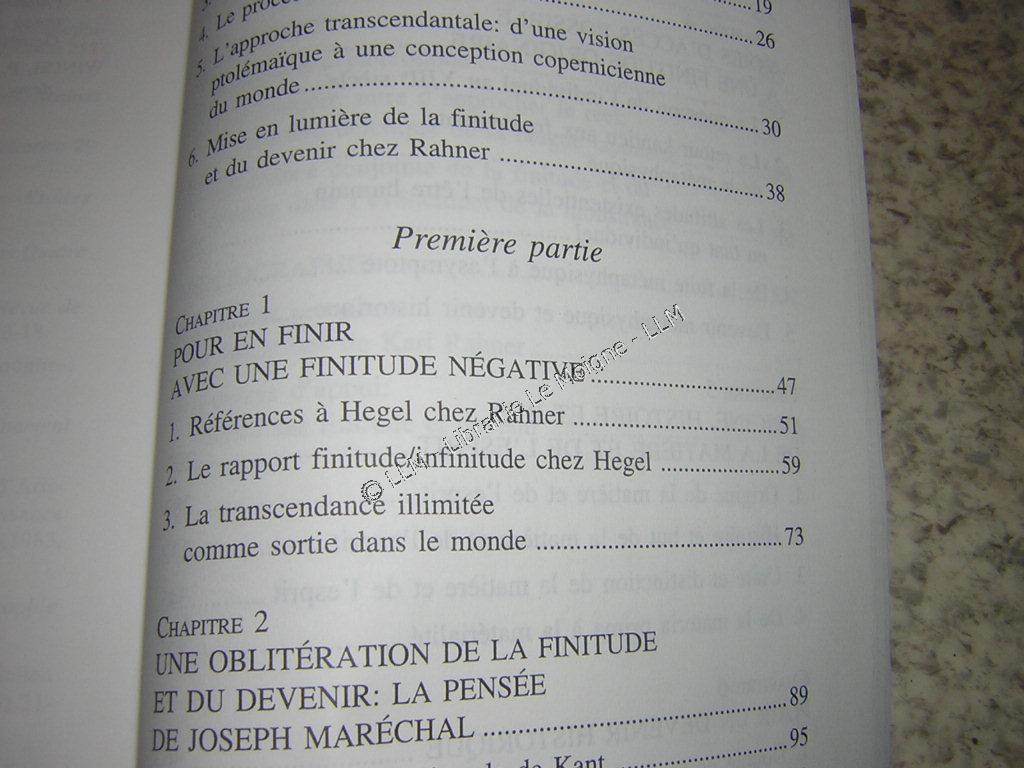 3. ...19
4. Le ...26
5. L'approche transcendantale: d'une vision
ptolémaïque à une conception copernicienne
du monde ...30
6. Mise en lumière de la finitude
et du devenir chez Rahner ...38
Première partie
CHAPITRE 1
POUR EN FINIR
AVEC UNE FINITUDE NÉGATIVE ...47
1. Références à Hegel chez Rahner ...51
2. Le rapport finitude/infinitude chez Hegel ...59
3. La transcendance illimitée
comme sortie dans le monde ...73
CHAPITRE 2
UNE OBLITÉRATION DE LA FINITUDE
ET DU DEVENIR: LA PENSÉE
DE JOSEPH MARÉCHAL ...89
de Kant ...95
© LLM - Librairie Le Moigne - LLM